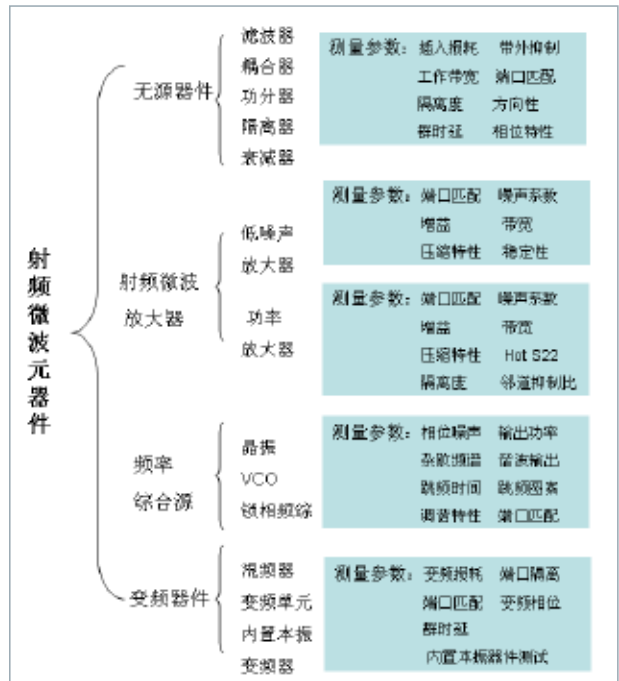 射频微波元器件
无源器件
滤波器
耦合器
功分器
隔离器
衰减器
测量参数：插入损耗 带外抑制
工作带宽 端口匹配
隔离度 方向性
群时延 相位特性
射频微波
放大器
低噪声
放大器
测量参数：端口匹配 噪声系数
增益 带宽
压缩特性 稳定性
功率
放大器
测量参数：端口匹配 噪声系数
增益 带宽
压缩特性 Hot S22
隔离度 邻道抑制比
频率
综合源
晶振
VCO
锁相频综
测量参数：相位噪声 输出功率
杂散频谱 谐波输出
跳频时间 跳频图案
调谐特性 端口匹配
变频器件
混频器
变频单元
内置本振
变频器
测量参数：变频损耗 端口隔离
端口匹配 变频相位
群时延
内置本振器件测试